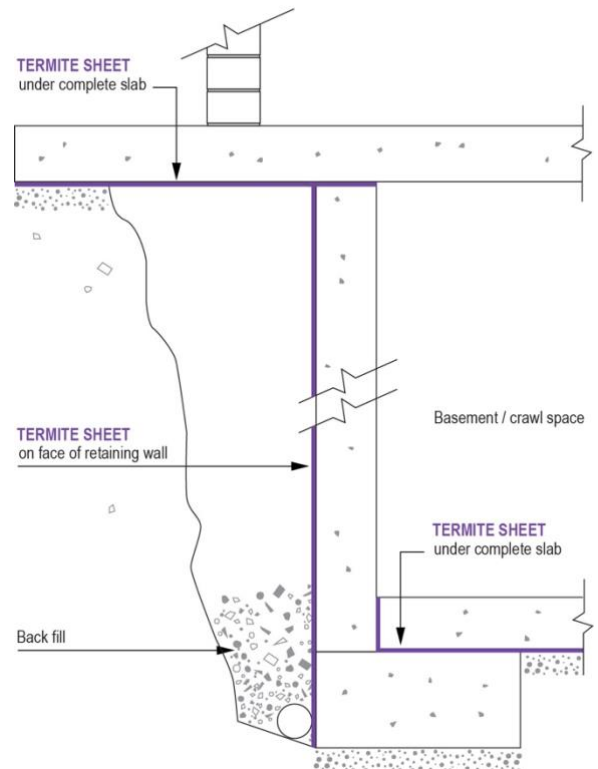 TERMITE SHEET
under complete slab
TERMITE SHEET
on face of retaining wall
Basement / crawl space
TERMITE SHEET
under complete slab
Back fill